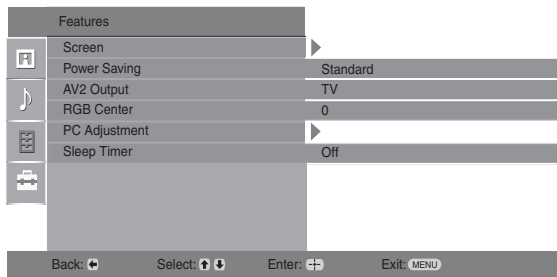 Features
Screen
Power Saving Standard
AV2 Output TV
RGB Center 0
PC Adjustment
Sleep Timer Off
Back: Select: Enter: Exit: MENU